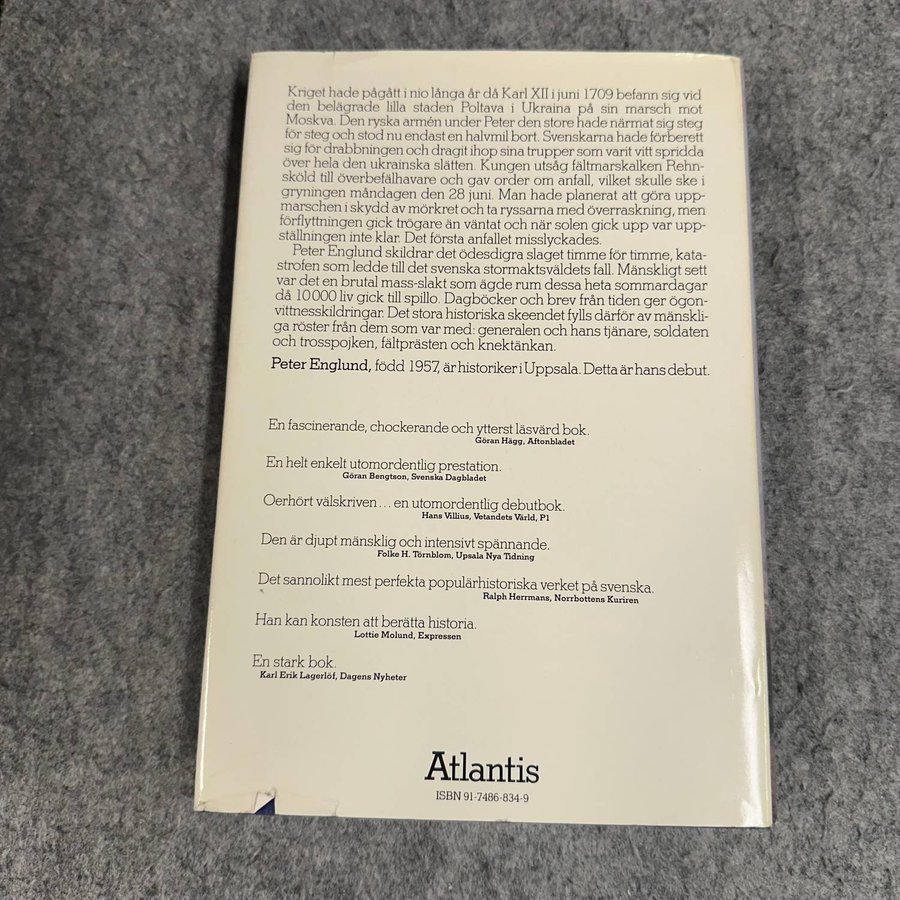 Kriget hade pågått i nio långa år då Karl XII i juni 1709 befann sig vid
den belägrade lilla staden Poltava i Ukraina på sin marsch mot
Moskva. Den ryska armén under Peter den store hade närmat sig steg
för steg och stod nu endast en halvmil bort. Svenskarna hade förberett
sig för drabbningen och dragit ihop sina trupper som varit vitt spridda
över hela den ukrainska slätten. Kungen utsåg fältmarskalken Rehn-
sköld till överbefälhavare och gav order om anfall, vilket skulle ske i
gryningen måndagen den 28 juni. Man hade planerat att göra upp-
marschen i skydd av mörkret och ta ryssarna med överraskning, men
förflyttningen gick trögare än väntat och när solen gick upp var upp-
ställningen inte klar. Det första anfallet misslyckades.
Peter Englund skildrar det ödesdigra slaget timme för timme, kata-
strofen som ledde till det svenska stormaktsväldets fall. Mänskligt sett
var det en brutal mass-slakt som ägde rum dessa heta sommardagar
då 10 000 liv gick till spillo. Dagböcker och brev från tiden ger ögon-
vittnesskildringar. Det stora historiska skeendet fylls därför av mänskli-
ga röster från dem som var med: generalen och hans tjänare, soldaten
och trosspojken, fältprästen och knektänkan.
Peter Englund, född 1957, är historiker i Uppsala. Detta är hans debut.
En fascinerande, chockerande och ytterst läsvärd bok.
Göran Hägg, Aftonbladet
En helt enkelt utomordentlig prestation.
Göran Bengtson, Svenska Dagbladet
Oerhört välskriven... en utomordentlig debutbok.
Hans Villius, Vetandets Värld, P1
Den är djupt mänsklig och intensivt spännande.
Folke H. Törnblom, Upsala Nya Tidning
Det sannolikt mest perfekta populärhistoriska verket på svenska.
Ralph Herrmans, Norrbottens Kuriren
Han kan konsten att berätta historia.
Lottie Molund, Expressen
En stark bok.
Karl Erik Lagerlöf, Dagens Nyheter
Atlantis
ISBN 91-7486-834-9